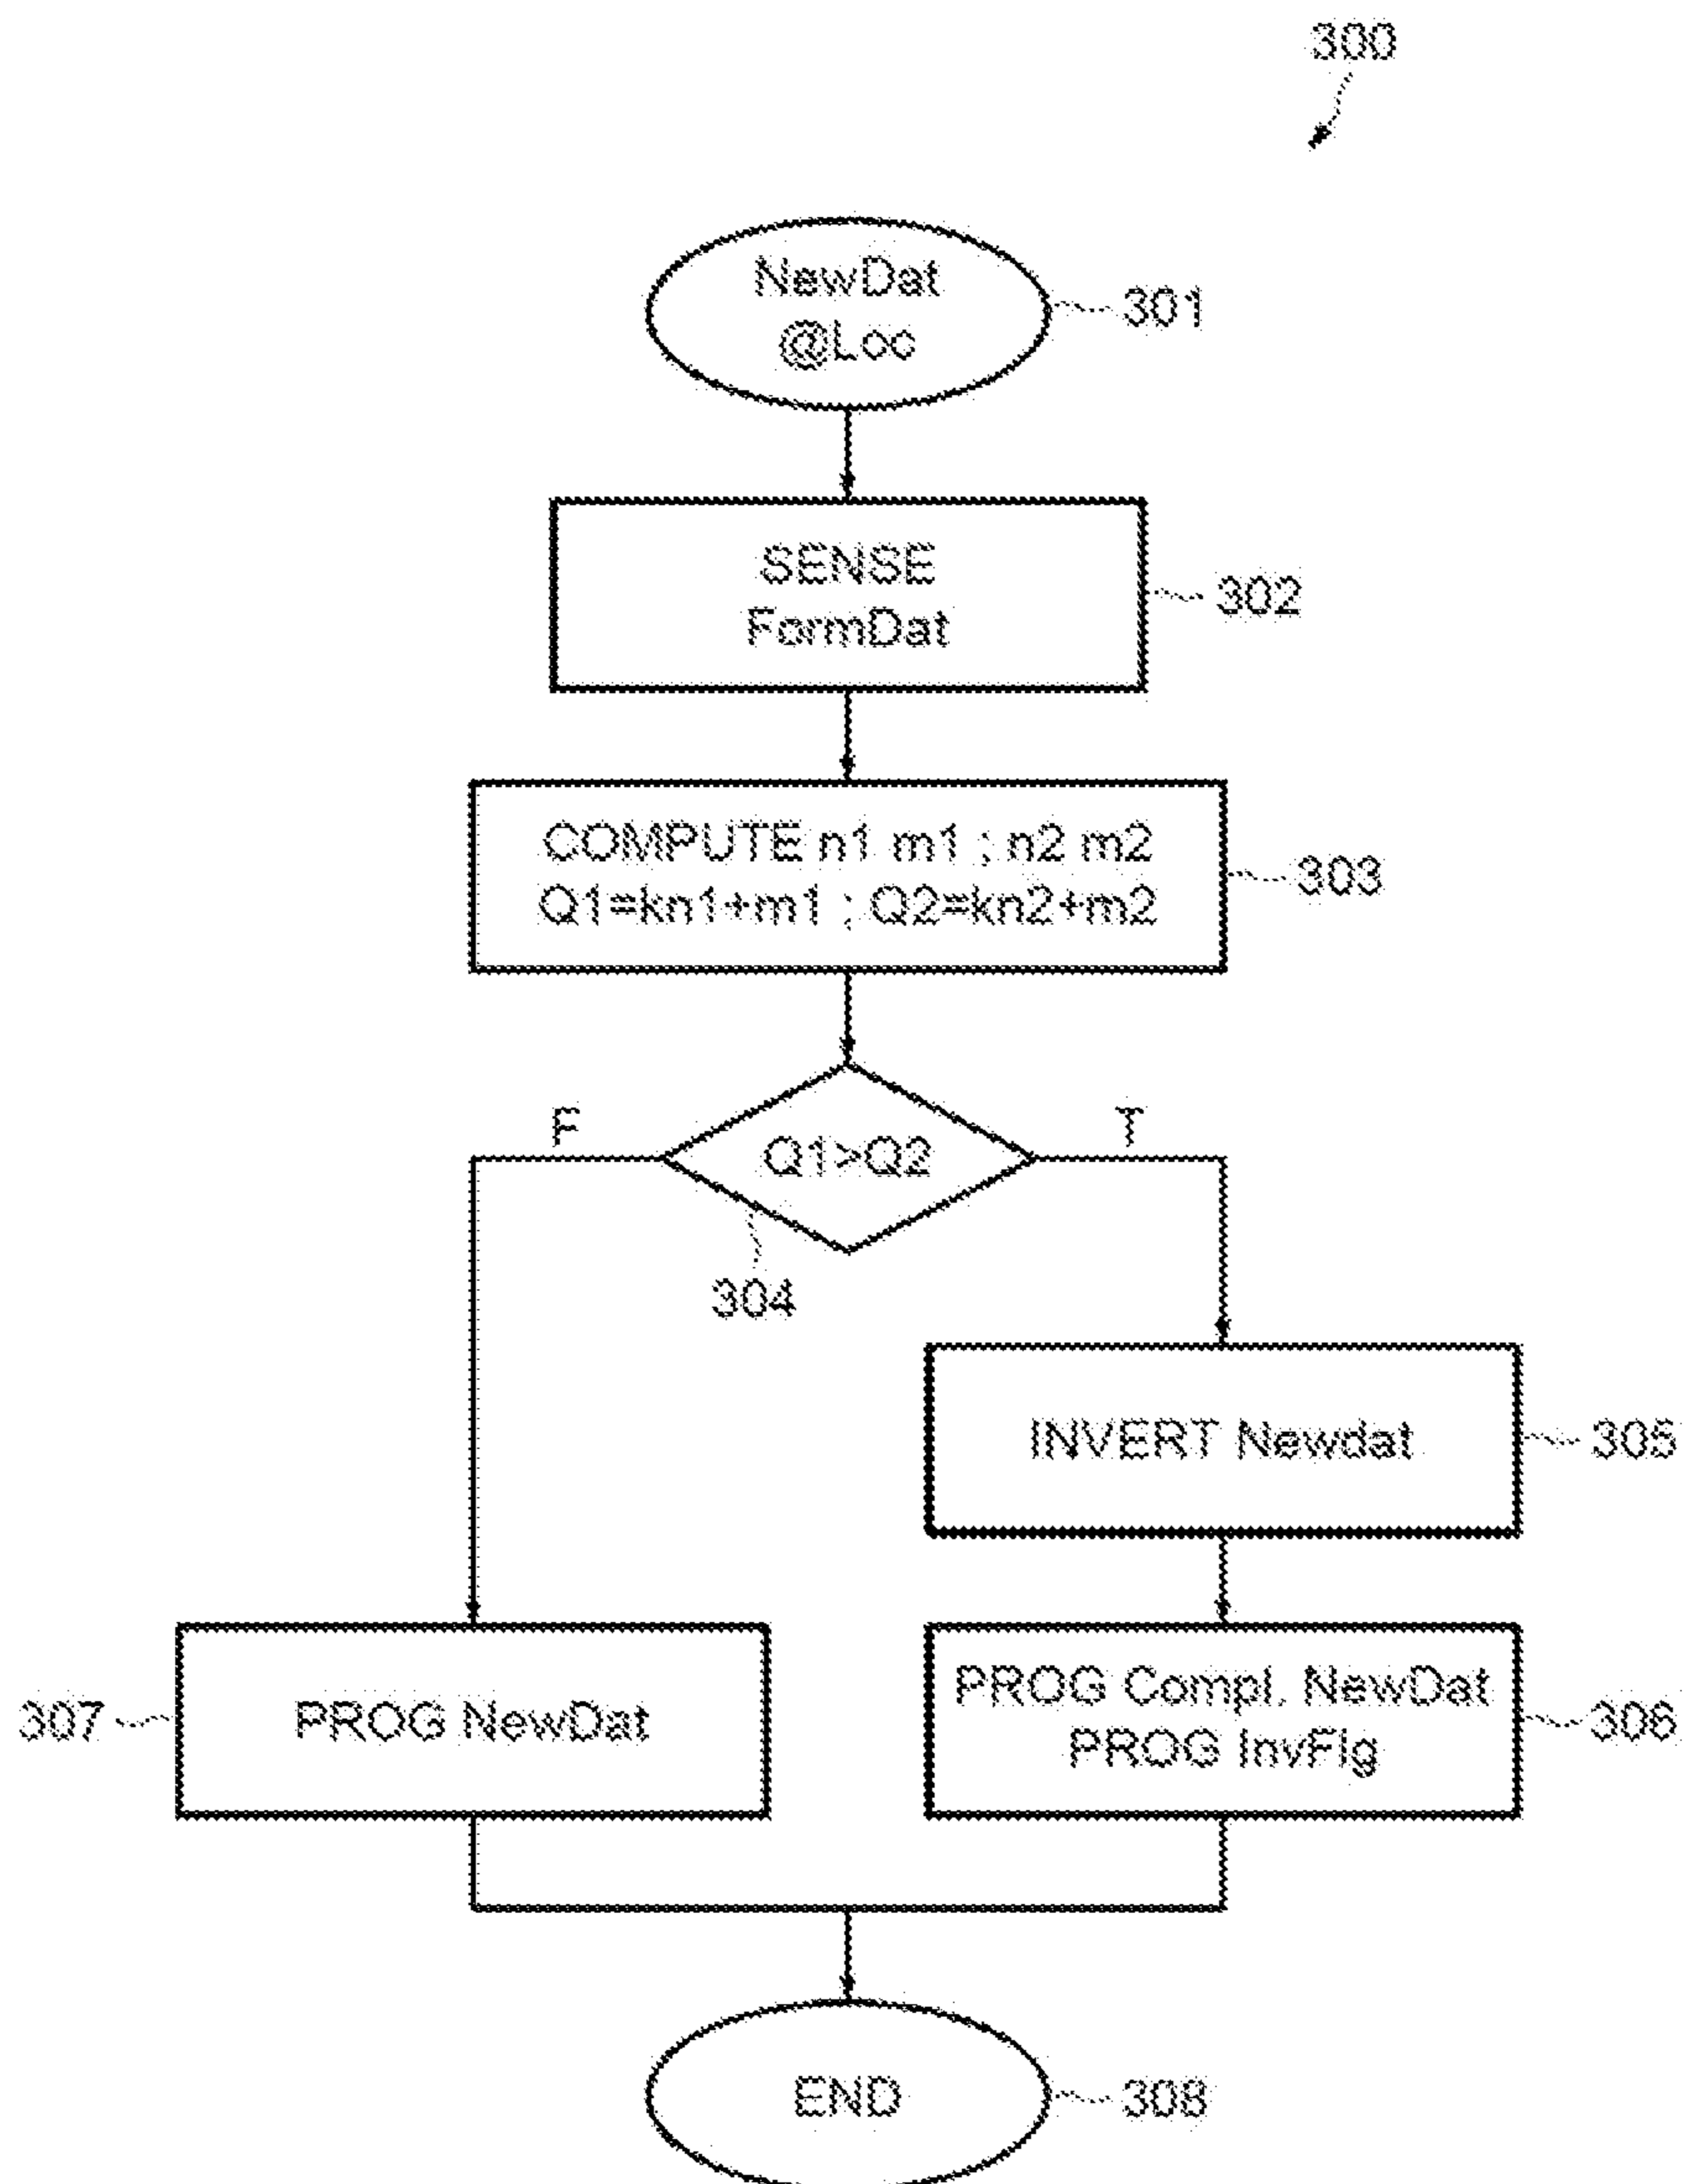 300
NewDat
@Loc
301
SENSE
FormDat
302
COMPUTE n1 m1 ; n2 m2
Q1=kn1+m1 ; Q2=kn2+m2
303
F
Q1>Q2
T
304
INVERT Newdat
305
307
PROG NewDat
PROG Compl. NewDat
PROG InvFlg
306
END
308